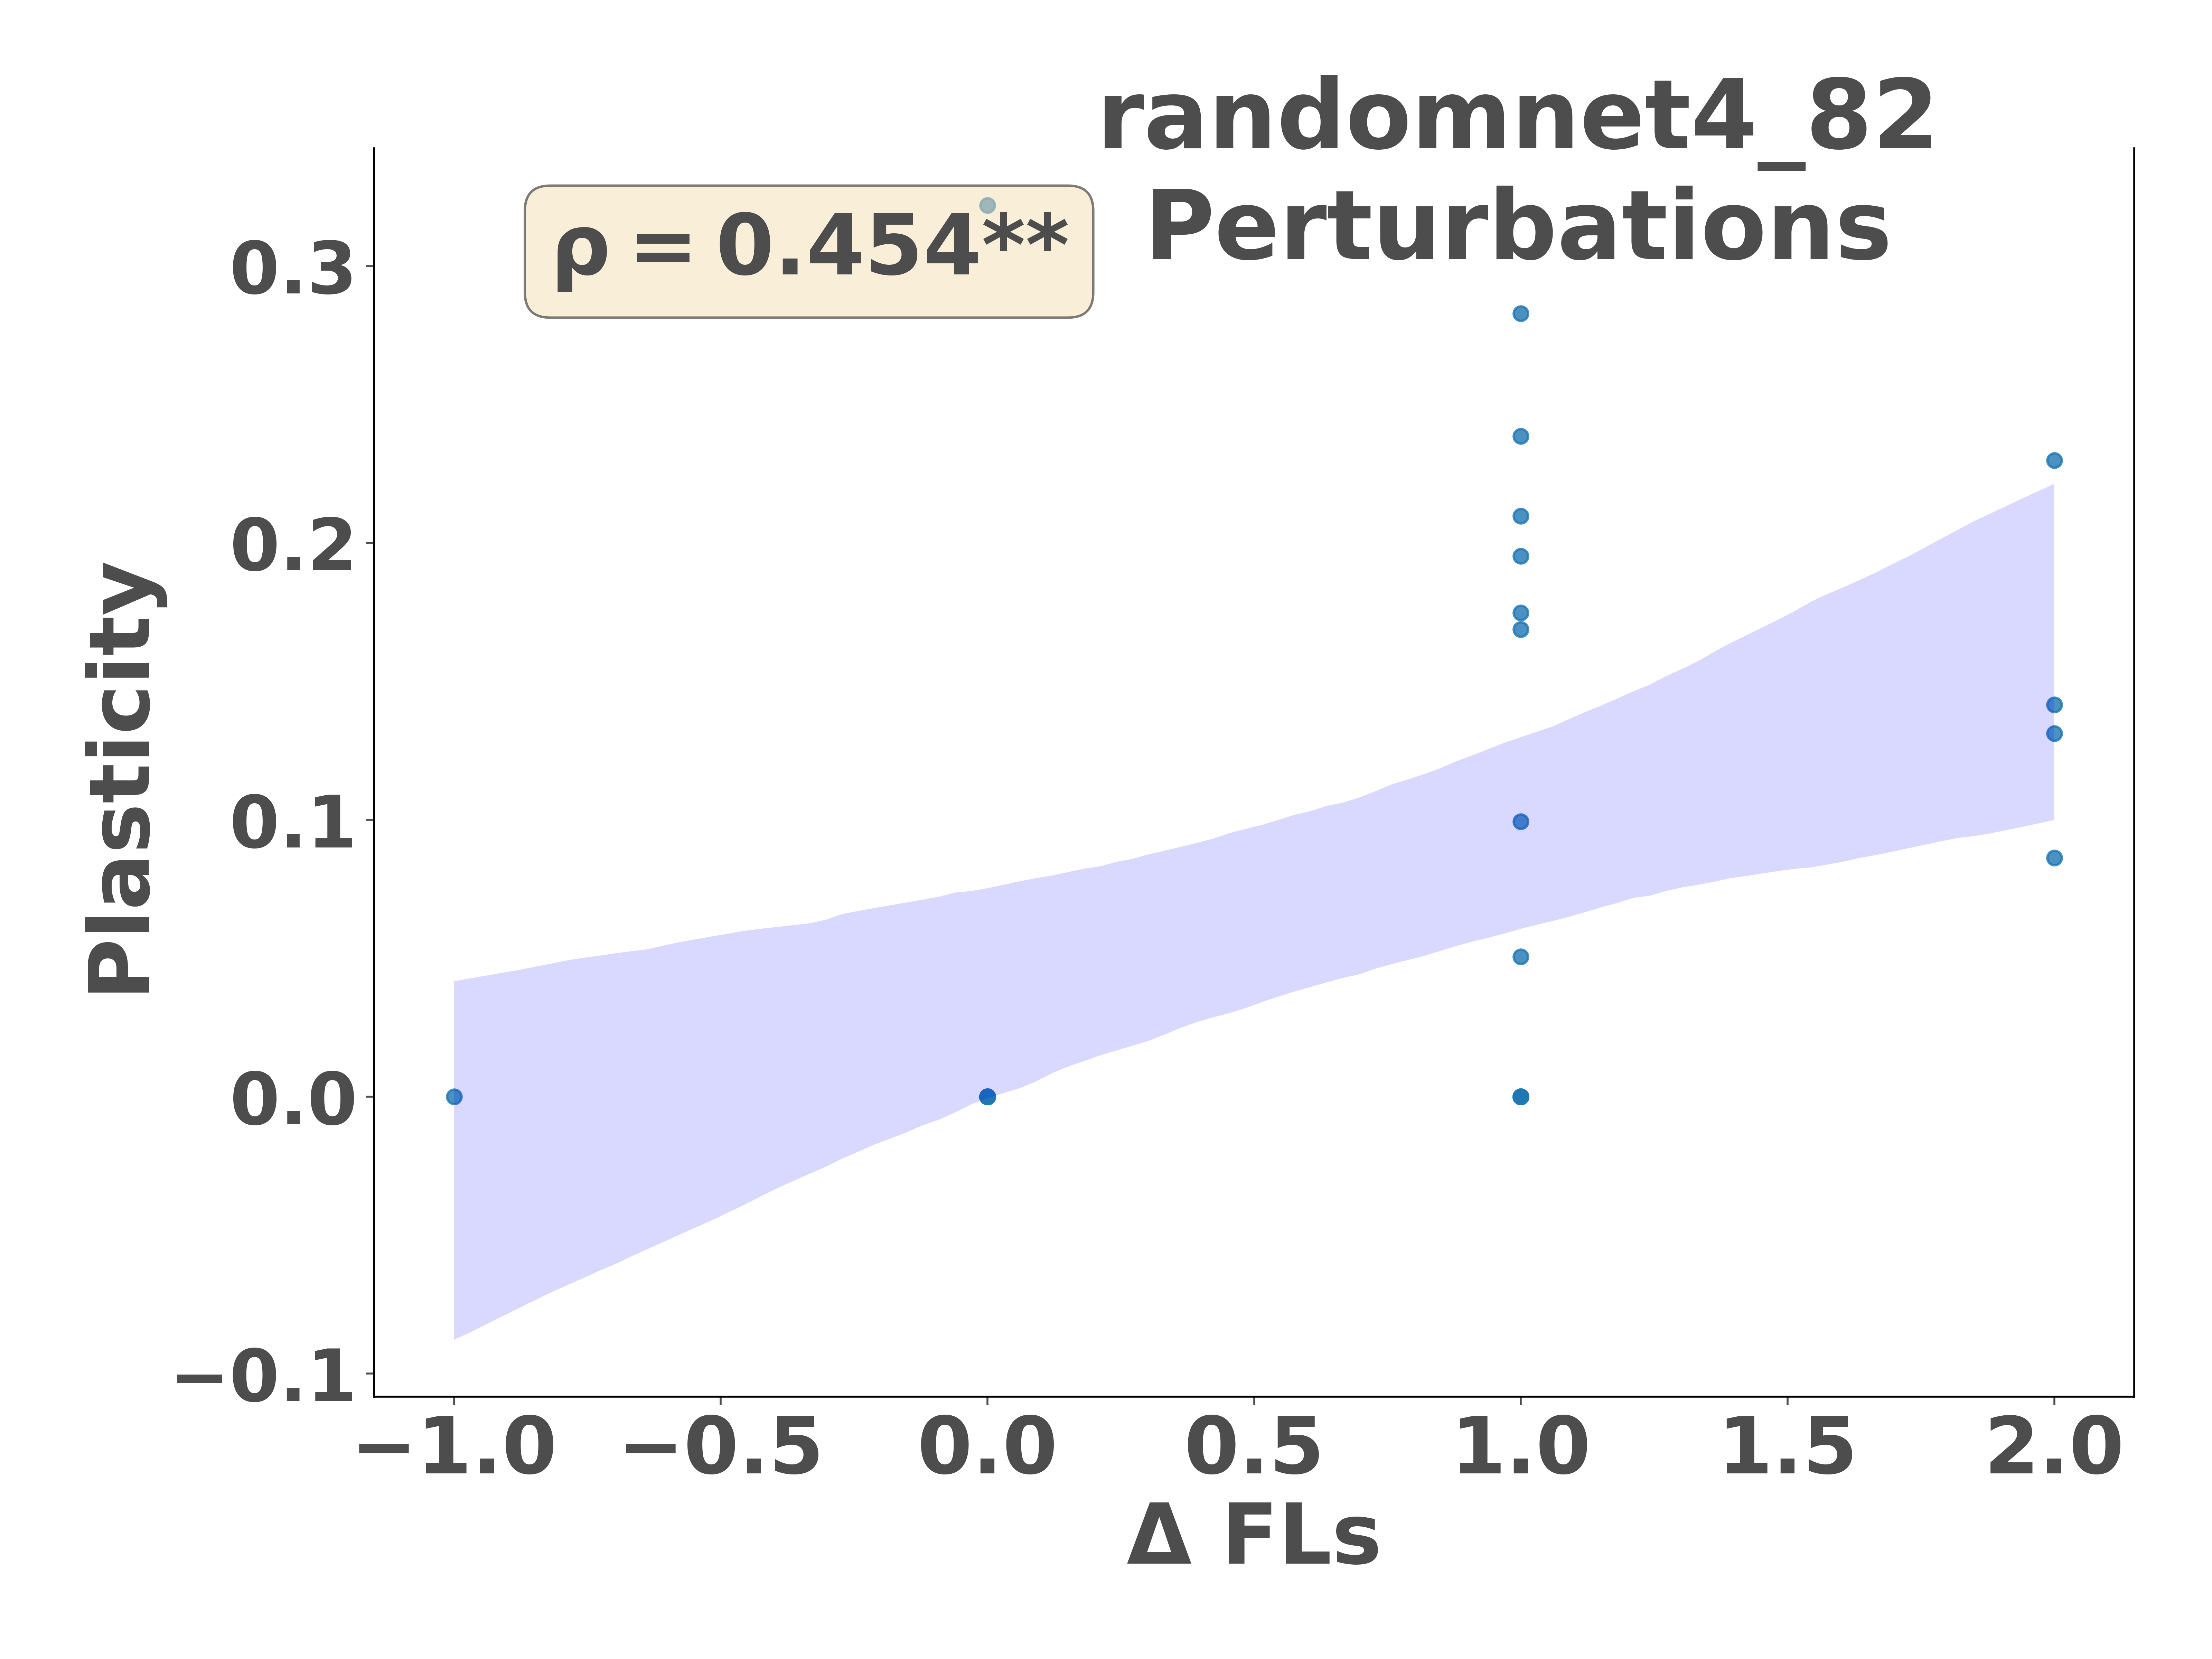 randomnet4_82
Perturbations
ρ = 0.454**
Plasticity
0.3
0.2
0.1
0.0
−0.1
−1.0 −0.5 0.0 0.5 1.0 1.5 2.0
Δ FLs